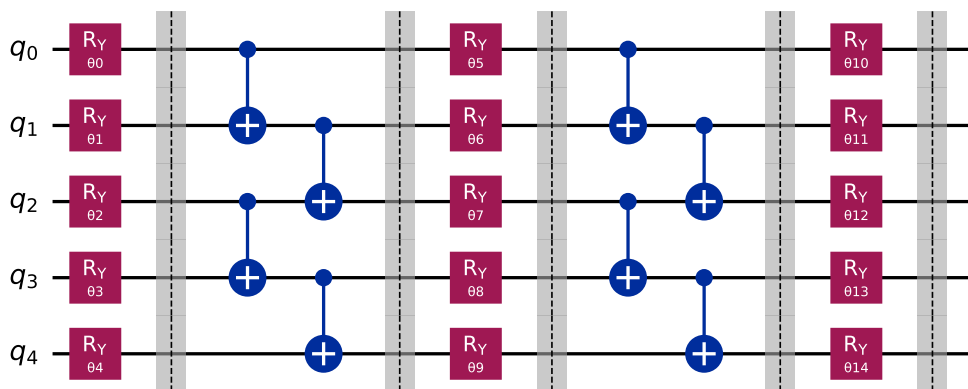 q0 RY θ0 RY θ5 RY θ10
q1 RY θ1 RY θ6 RY θ11
q2 RY θ2 RY θ7 RY θ12
q3 RY θ3 RY θ8 RY θ13
q4 RY θ4 RY θ9 RY θ14